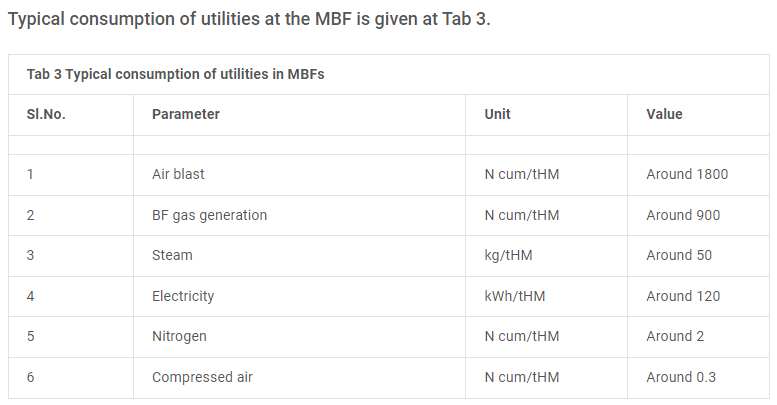 Typical consumption of utilities at the MBF is given at Tab 3.
Tab 3 Typical consumption of utilities in MBFs
Sl.No. Parameter Unit Value
1 Air blast N cum/tHM Around 1800
2 BF gas generation N cum/tHM Around 900
3 Steam kg/tHM Around 50
4 Electricity kWh/tHM Around 120
5 Nitrogen N cum/tHM Around 2
6 Compressed air N cum/tHM Around 0.3